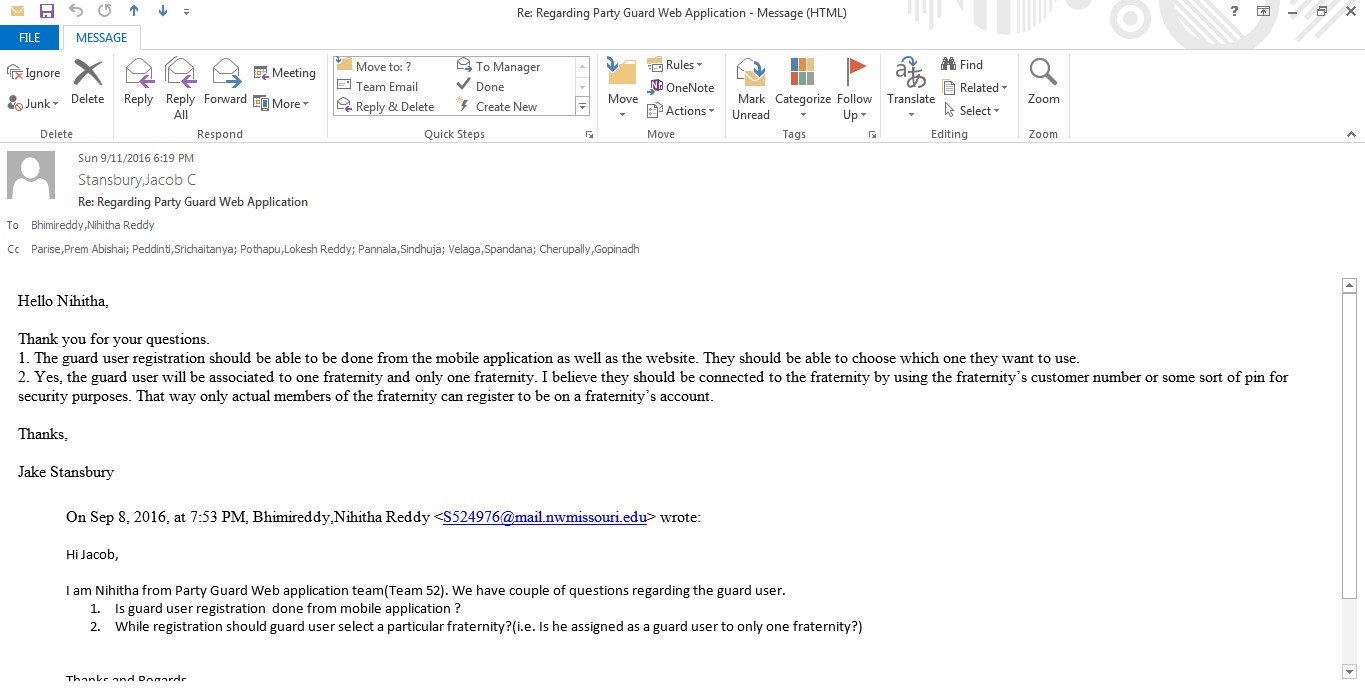 Re: Regarding Party Guard Web Application - Message (HTML)
?
FILE MESSAGE
Ignore
Junk
Delete
Reply
Reply All
Forward
Meeting
More
Move to: ?
Team Email
Reply & Delete
To Manager
Done
Create New
Move
Rules
OneNote
Actions
Mark Unread
Categorize
Follow Up
Translate
Find
Related
Select
Zoom
Delete Respond Quick Steps Move Tags Editing Zoom
Sun 9/11/2016 6:19 PM
Stansbury,Jacob C
Re: Regarding Party Guard Web Application
To Bhimireddy,Nihitha Reddy
Cc Parise,Prem Abishai; Peddinti,Srichaitanya; Pothapu,Lokesh Reddy; Pannala,Sindhuja; Velaga,Spandana; Cherupally,Gopinadh
Hello Nihitha,
Thank you for your questions.
1. The guard user registration should be able to be done from the mobile application as well as the website. They should be able to choose which one they want to use.
2. Yes, the guard user will be associated to one fraternity and only one fraternity. I believe they should be connected to the fraternity by using the fraternity's customer number or some sort of pin for
security purposes. That way only actual members of the fraternity can register to be on a fraternity's account.
Thanks,
Jake Stansbury
On Sep 8, 2016, at 7:53 PM, Bhimireddy,Nihitha Reddy <S524976@mail.nwmissouri.edu> wrote:
Hi Jacob,
I am Nihitha from Party Guard Web application team(Team 52). We have couple of questions regarding the guard user.
1. Is guard user registration  done from mobile application ?
2. While registration should guard user select a particular fraternity?(i.e. Is he assigned as a guard user to only one fraternity?)
Thanks and Regards